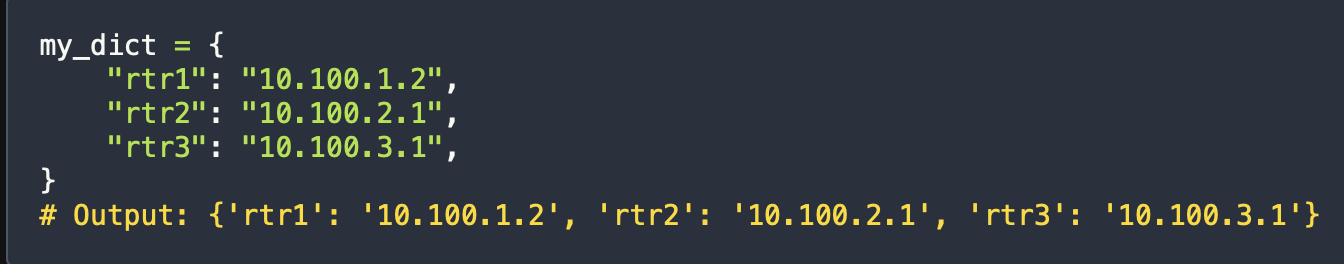 my_dict = {
    "rtr1": "10.100.1.2",
    "rtr2": "10.100.2.1",
    "rtr3": "10.100.3.1",
}
# Output: {'rtr1': '10.100.1.2', 'rtr2': '10.100.2.1', 'rtr3': '10.100.3.1'}